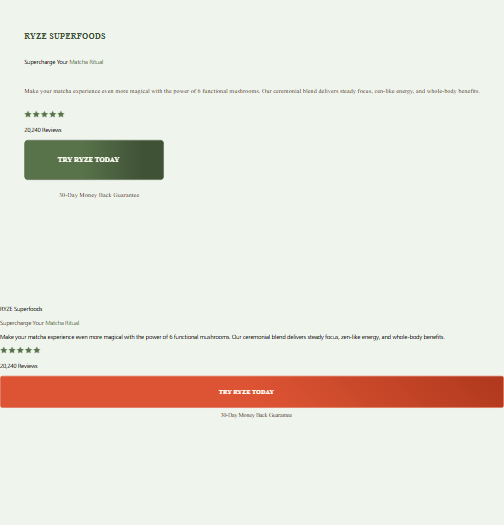 RYZE SUPERFOODS
Supercharge Your Matcha Ritual
Make your matcha experience even more magical with the power of 6 functional mushrooms. Our ceremonial blend delivers steady focus, zen-like energy, and whole-body benefits.
20,240 Reviews
TRY RYZE TODAY
30-Day Money Back Guarantee
RYZE Superfoods
Supercharge Your Matcha Ritual
Make your matcha experience even more magical with the power of 6 functional mushrooms. Our ceremonial blend delivers steady focus, zen-like energy, and whole-body benefits.
20,240 Reviews
TRY RYZE TODAY
30-Day Money Back Guarantee